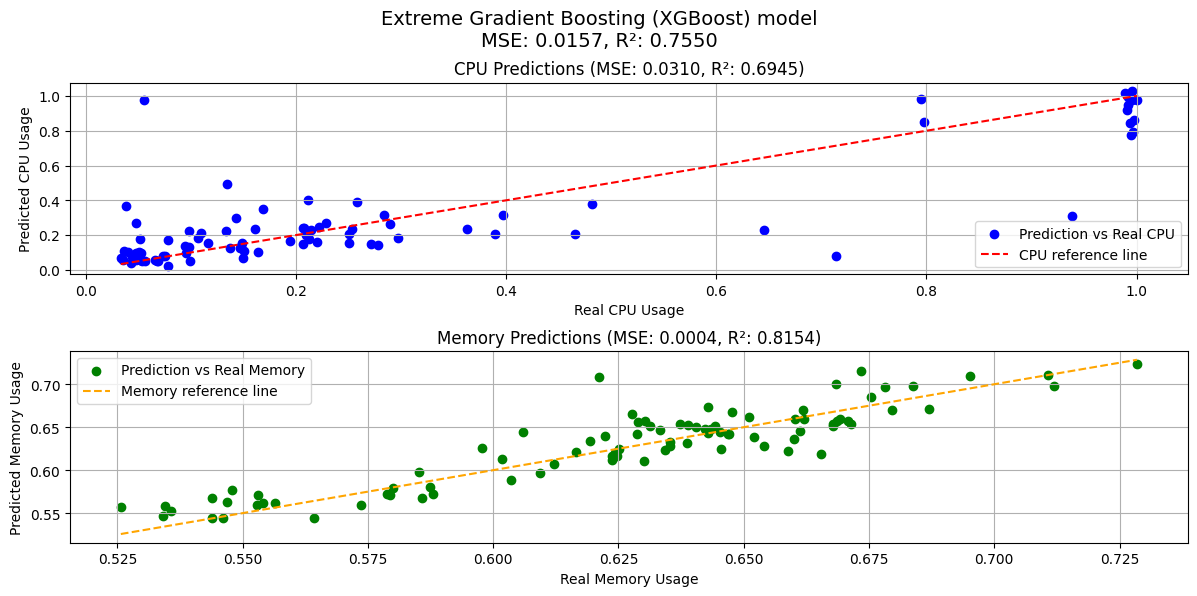 Extreme Gradient Boosting (XGBoost) model
MSE: 0.0157, R²: 0.7550
CPU Predictions (MSE: 0.0310, R²: 0.6945)
Predicted CPU Usage
1.0
0.8
0.6
0.4
0.2
0.0
Prediction vs Real CPU
CPU reference line
0.0 0.2 0.4 0.6 0.8 1.0
Real CPU Usage
Memory Predictions (MSE: 0.0004, R²: 0.8154)
Predicted Memory Usage
Prediction vs Real Memory
Memory reference line
0.70
0.65
0.60
0.55
0.525 0.550 0.575 0.600 0.625 0.650 0.675 0.700 0.725
Real Memory Usage